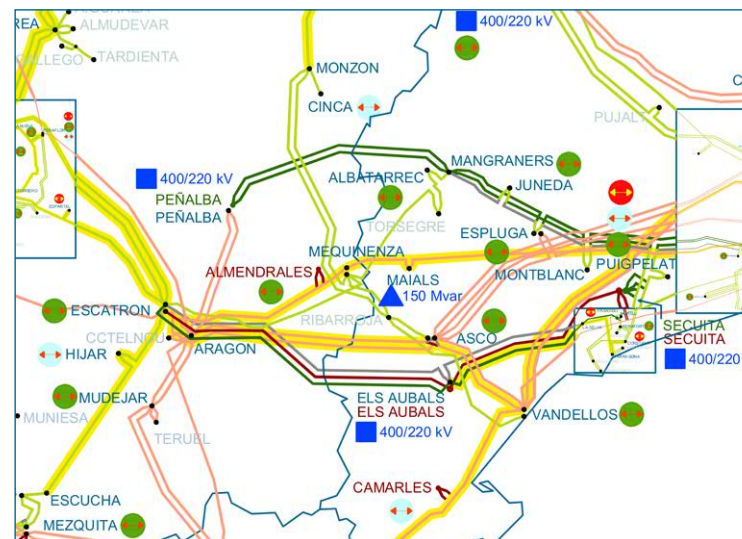 400/220 kV
REA
ALMUDEVAR
GALLEGO
TARDIENTA
MONZON
CINCA
PUJALT
400/220 kV
MANGRANERS
ALBATARREC
PEÑALBA
PEÑALBA
JUNEDA
TORSEGRE
ESPLUGA
MEQUINENZA
ALMENDRALES
MAIALS
MONTBLANC
PUIGPELAT
150 Mvar
ESCATRON
RIBARROJA
CCTELNOU
ARAGON
ASCO
SECUITA
SECUITA
HIJAR
400/220
MUDEJAR
ELS AUBALS
ELS AUBALS
MUNIESA
VANDELLOS
TERUEL
400/220 kV
CAMARLES
ESCUCHA
MEZQUITA